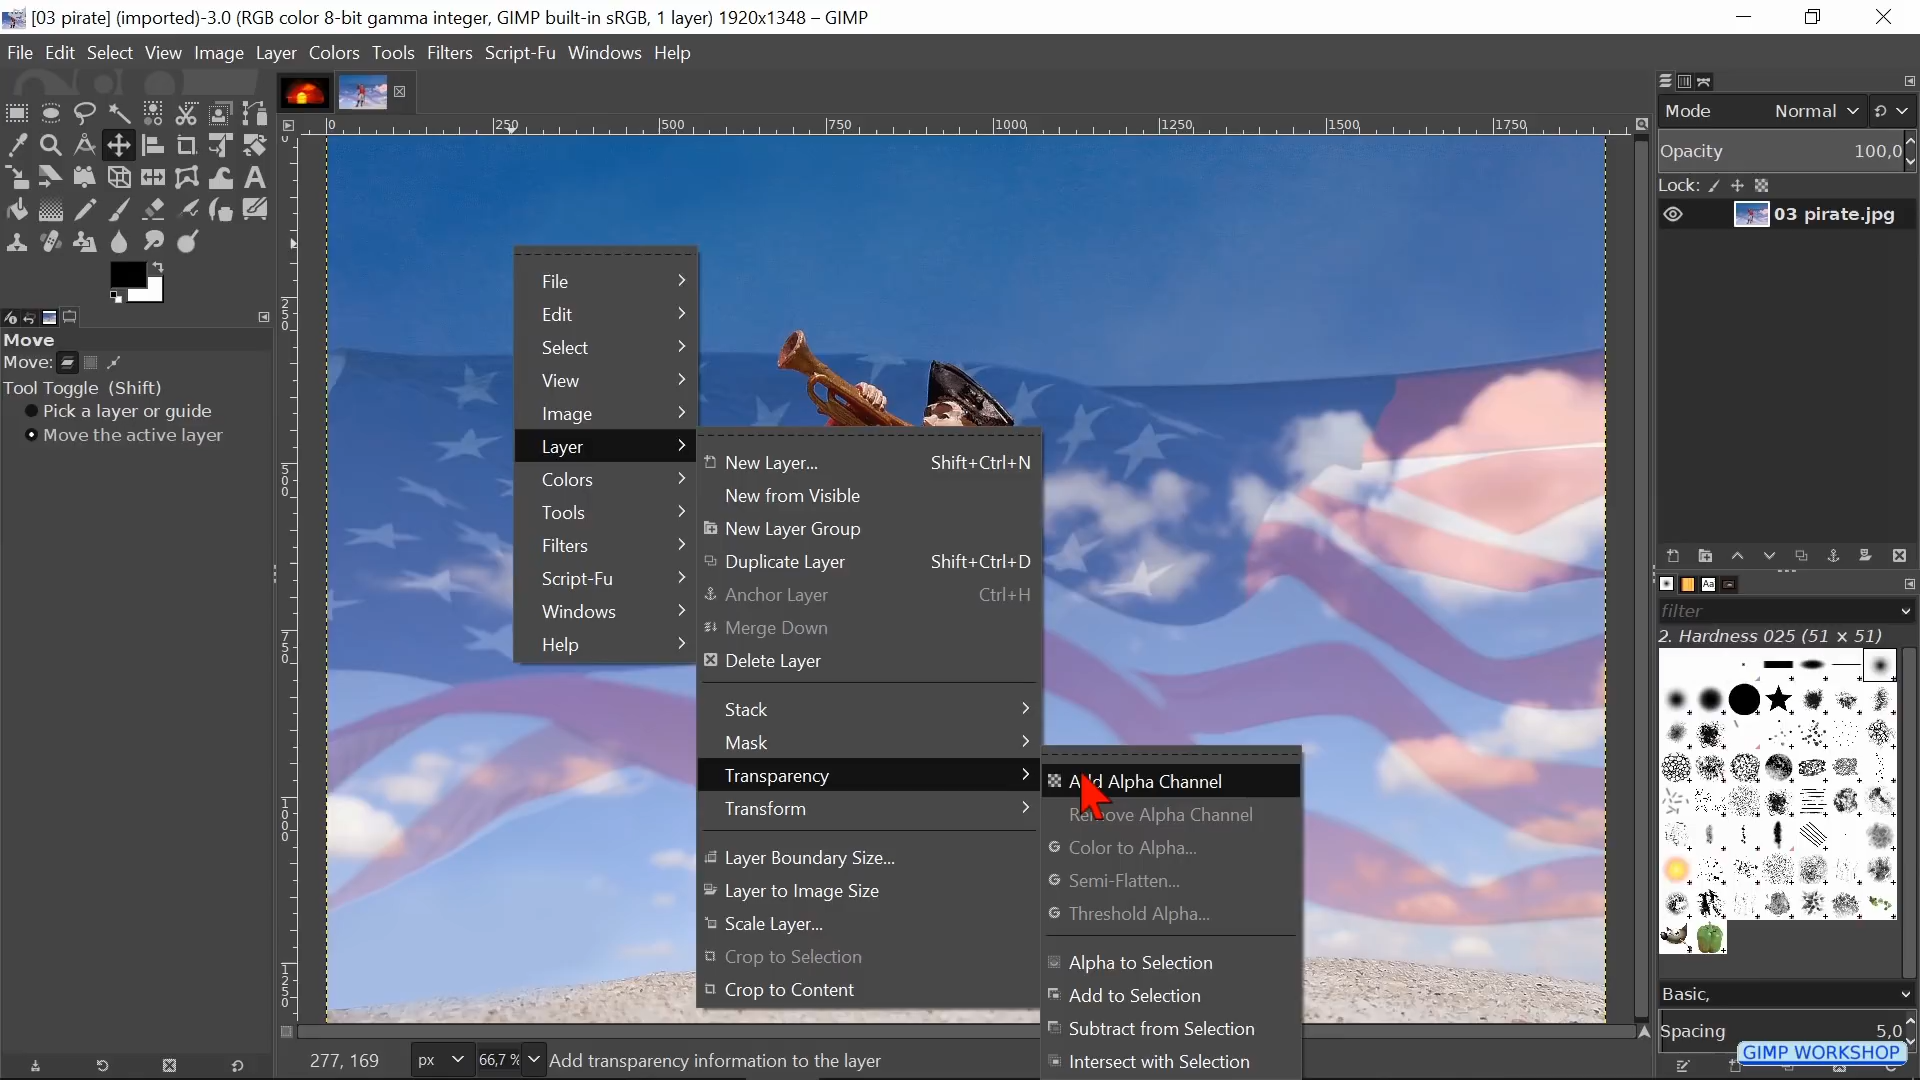 [03 pirate] (imported)-3.0 (RGB color 8-bit gamma integer, GIMP built-in sRGB, 1 layer) 1920x1348 – GIMP
File Edit Select View Image Layer Colors Tools Filters Script-Fu Windows Help
0 250 500 750 1000 1250 1500 1750
Mode Normal
Opacity 100,0
Lock:
03 pirate.jpg
Move
Move:
Tool Toggle (Shift)
Pick a layer or guide
Move the active layer
0
250
500
750
1000
1250
File
Edit
Select
View
Image
Layer
Colors
Tools
Filters
Script-Fu
Windows
Help
New Layer... Shift+Ctrl+N
New from Visible
New Layer Group
Duplicate Layer Shift+Ctrl+D
Anchor Layer Ctrl+H
Merge Down
Delete Layer
Stack
Mask
Transparency
Transform
Layer Boundary Size...
Layer to Image Size
Scale Layer...
Crop to Selection
Crop to Content
Add Alpha Channel
Remove Alpha Channel
Color to Alpha...
Semi-Flatten...
Threshold Alpha...
Alpha to Selection
Add to Selection
Subtract from Selection
Intersect with Selection
Aa
filter
2. Hardness 025 (51 × 51)
Basic,
Spacing 5,0
GIMP WORKSHOP
277, 169 px 66,7 % Add transparency information to the layer